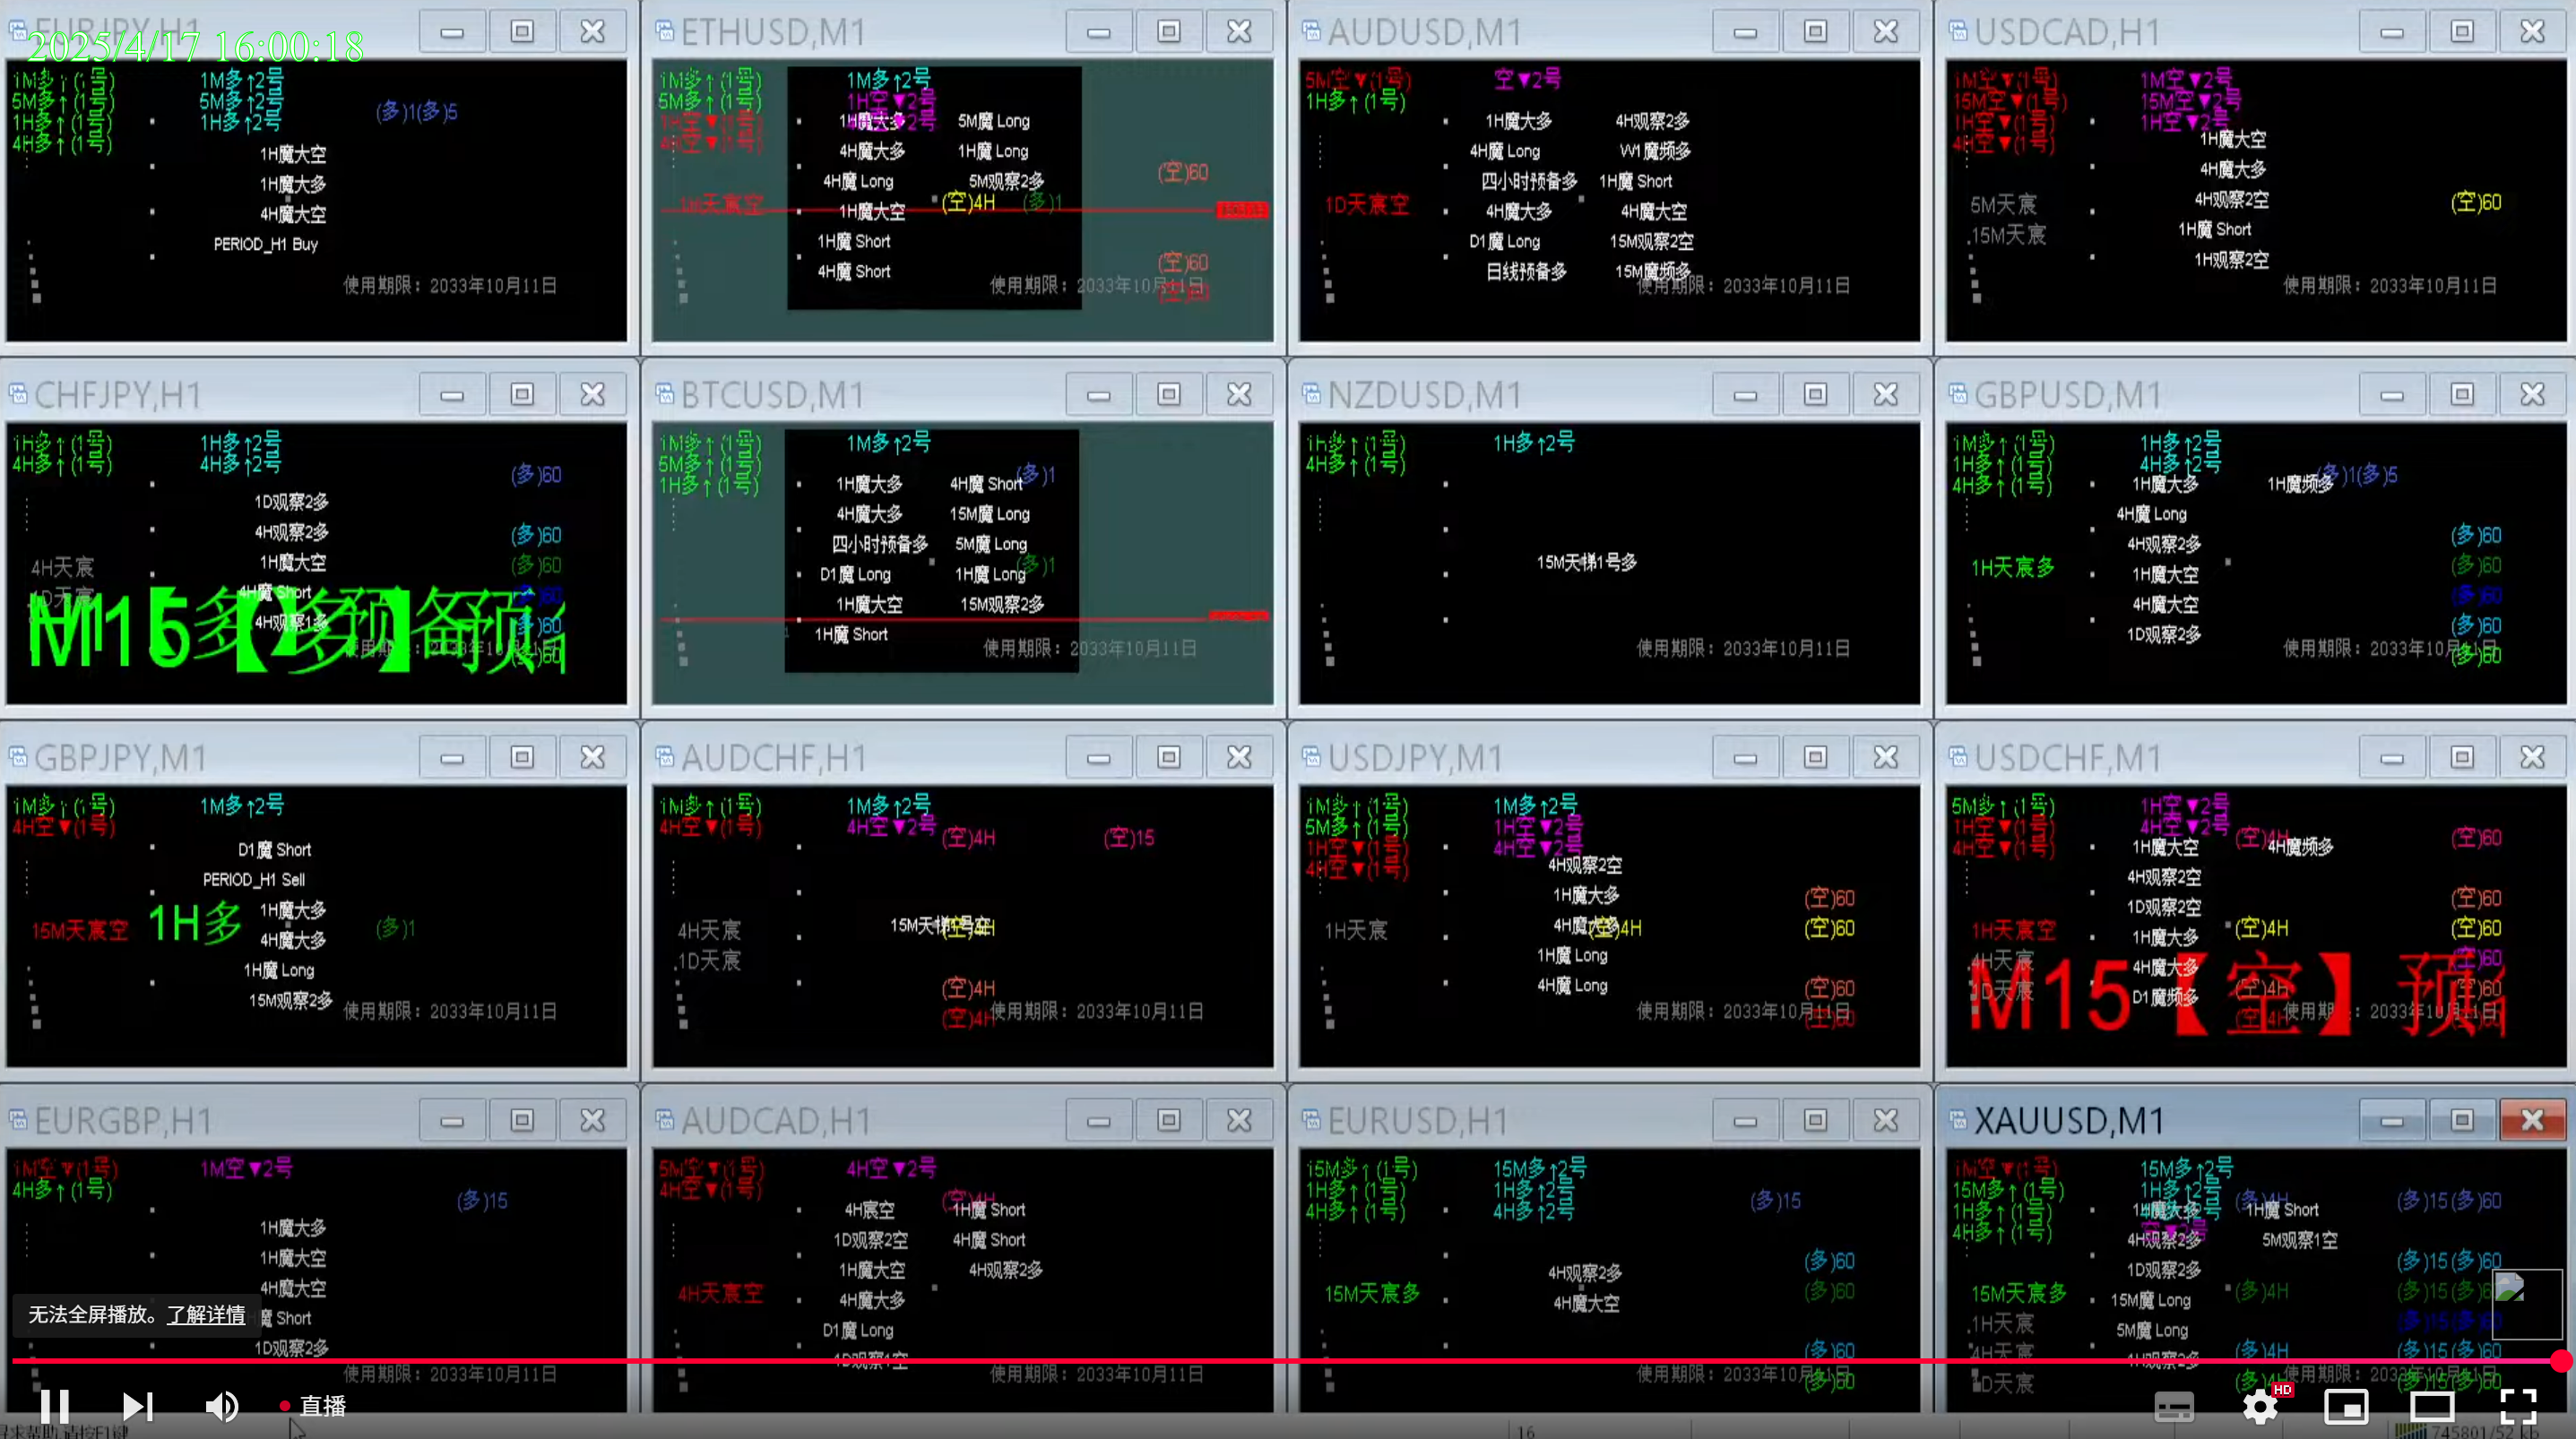 EURJPY,H1
2025/4/17 16:00:18
1M多↑(1号)
5M多↑(1号)
1H多↑(1号)
4H多↑(1号)
1M多↑2号
5M多↑2号
1H多↑2号
(多)1(多)5
1H魔大空
1H魔大多
4H魔大空
PERIOD_H1 Buy
使用期限：2033年10月11日
ETHUSD,M1
1M多↑(1号)
5M多↑(1号)
1H空▼(1号)
4H空▼(1号)
1M多↑2号
1H空▼2号
1H魔大多
4H魔大多
4H魔 Long
1H魔大空
1H魔 Short
4H魔 Short
5M魔 Long
1H魔 Long
5M观察2多
(空)4H
(多)1
(空)60
(空)60
(空)60
使用期限：2033年10月11日
AUDUSD,M1
5M空▼(1号)
1H多↑(1号)
空▼2号
1D天宸空
1H魔大多
4H魔 Long
四小时预备多
4H魔大多
D1魔 Long
日线预备多
4H观察2多
W1魔频多
1H魔 Short
4H魔大空
15M观察2空
15M魔频多
使用期限：2033年10月11日
USDCAD,H1
1M空▼(1号)
15M空▼(1号)
1H空▼(1号)
4H空▼(1号)
1M空▼2号
15M空▼2号
1H空▼2号
5M天宸
15M天宸
1H魔大空
4H魔大多
4H观察2空
1H魔 Short
1H观察2空
(空)60
使用期限：2033年10月11日
CHFJPY,H1
1H多↑(1号)
4H多↑(1号)
1H多↑2号
4H多↑2号
4H天宸
1D天宸
1D观察2多
4H观察2多
1H魔大空
4H魔 Short
4H观察1多
(多)60
(多)60
(多)60
(多)60
(多)60
(多)60
BTCUSD,M1
1M多↑(1号)
5M多↑(1号)
1H多↑(1号)
1M多↑2号
1H魔大多
4H魔大多
四小时预备多
D1魔 Long
1H魔大空
1H魔 Short
4H魔 Short
15M魔 Long
5M魔 Long
1H魔 Long
15M观察2多
(多)1
(多)1
使用期限：2033年10月11日
NZDUSD,M1
1H多↑(1号)
4H多↑(1号)
1H多↑2号
15M天梯1号多
使用期限：2033年10月11日
GBPUSD,M1
1M多↑(1号)
1H多↑(1号)
4H多↑(1号)
1H多↑2号
4H多↑2号
1H天宸多
1H魔大多
4H魔 Long
4H观察2多
1H魔大空
4H魔大空
1D观察2多
1H魔频多
(多)1(多)5
(多)60
(多)60
(多)60
(多)60
(多)60
使用期限：2033年10月11日
GBPJPY,M1
1M多↑(1号)
4H空▼(1号)
1M多↑2号
15M天宸空
1H多
D1魔 Short
PERIOD_H1 Sell
1H魔大多
4H魔大多
1H魔 Long
15M观察2多
(多)1
使用期限：2033年10月11日
AUDCHF,H1
1M多↑(1号)
4H空▼(1号)
1M多↑2号
4H空▼2号
(空)4H
(空)15
4H天宸
1D天宸
(空)4H
(空)4H
(空)4H
使用期限：2033年10月11日
USDJPY,M1
1M多↑(1号)
5M多↑(1号)
1H空▼(1号)
4H空▼(1号)
1M多↑2号
1H空▼2号
4H空▼2号
1H天宸
4H观察2空
1H魔大多
4H魔大多
1H魔 Long
4H魔 Long
(空)4H
(空)60
(空)60
(空)60
(空)60
使用期限：2033年10月11日
USDCHF,M1
5M多↑(1号)
1H空▼(1号)
4H空▼(1号)
1H空▼2号
4H空▼2号
1H天宸空
4H天宸
1D天宸
1H魔大空
4H观察2空
1D观察2空
1H魔大多
4H魔大多
D1魔频多
(空)4H
4H魔频多
(空)4H
(空)4H
(空)4H
(空)60
(空)60
(空)60
(空)60
(空)60
M15【空】预
使用期限：2033年10月11日
EURGBP,H1
1M空▼(1号)
4H多↑(1号)
1M空▼2号
(多)15
1H魔大多
1H魔大空
4H魔大空
魔 Short
1D观察2多
使用期限：2033年10月11日
AUDCAD,H1
5M空▼(1号)
4H空▼(1号)
4H空▼2号
4H天宸空
4H宸空
1D观察2空
1H魔大空
4H魔大多
D1魔 Long
1D观察1空
(空)4H
1H魔 Short
4H魔 Short
4H观察2多
使用期限：2033年10月11日
EURUSD,H1
15M多↑(1号)
1H多↑(1号)
4H多↑(1号)
15M多↑2号
1H多↑2号
4H多↑2号
15M天宸多
4H观察2多
4H魔大空
(多)15
(多)60
(多)60
(多)60
(多)60
使用期限：2033年10月11日
XAUUSD,M1
1M空▼(1号)
15M多↑(1号)
1H多↑(1号)
4H多↑(1号)
15M多↑2号
1H多↑2号
4H多↑2号
空▼2号
15M天宸多
1H天宸
4H天宸
1D天宸
4H观察2多
1D观察2多
15M魔 Long
5M魔 Long
1H魔 Short
5M观察1空
(多)4H
(多)4H
(多)4H
(多)15(多)60
(多)15(多)60
(多)15(多)60
使用期限：2033年10月11日
无法全屏播放。了解详情
直播
HD
16